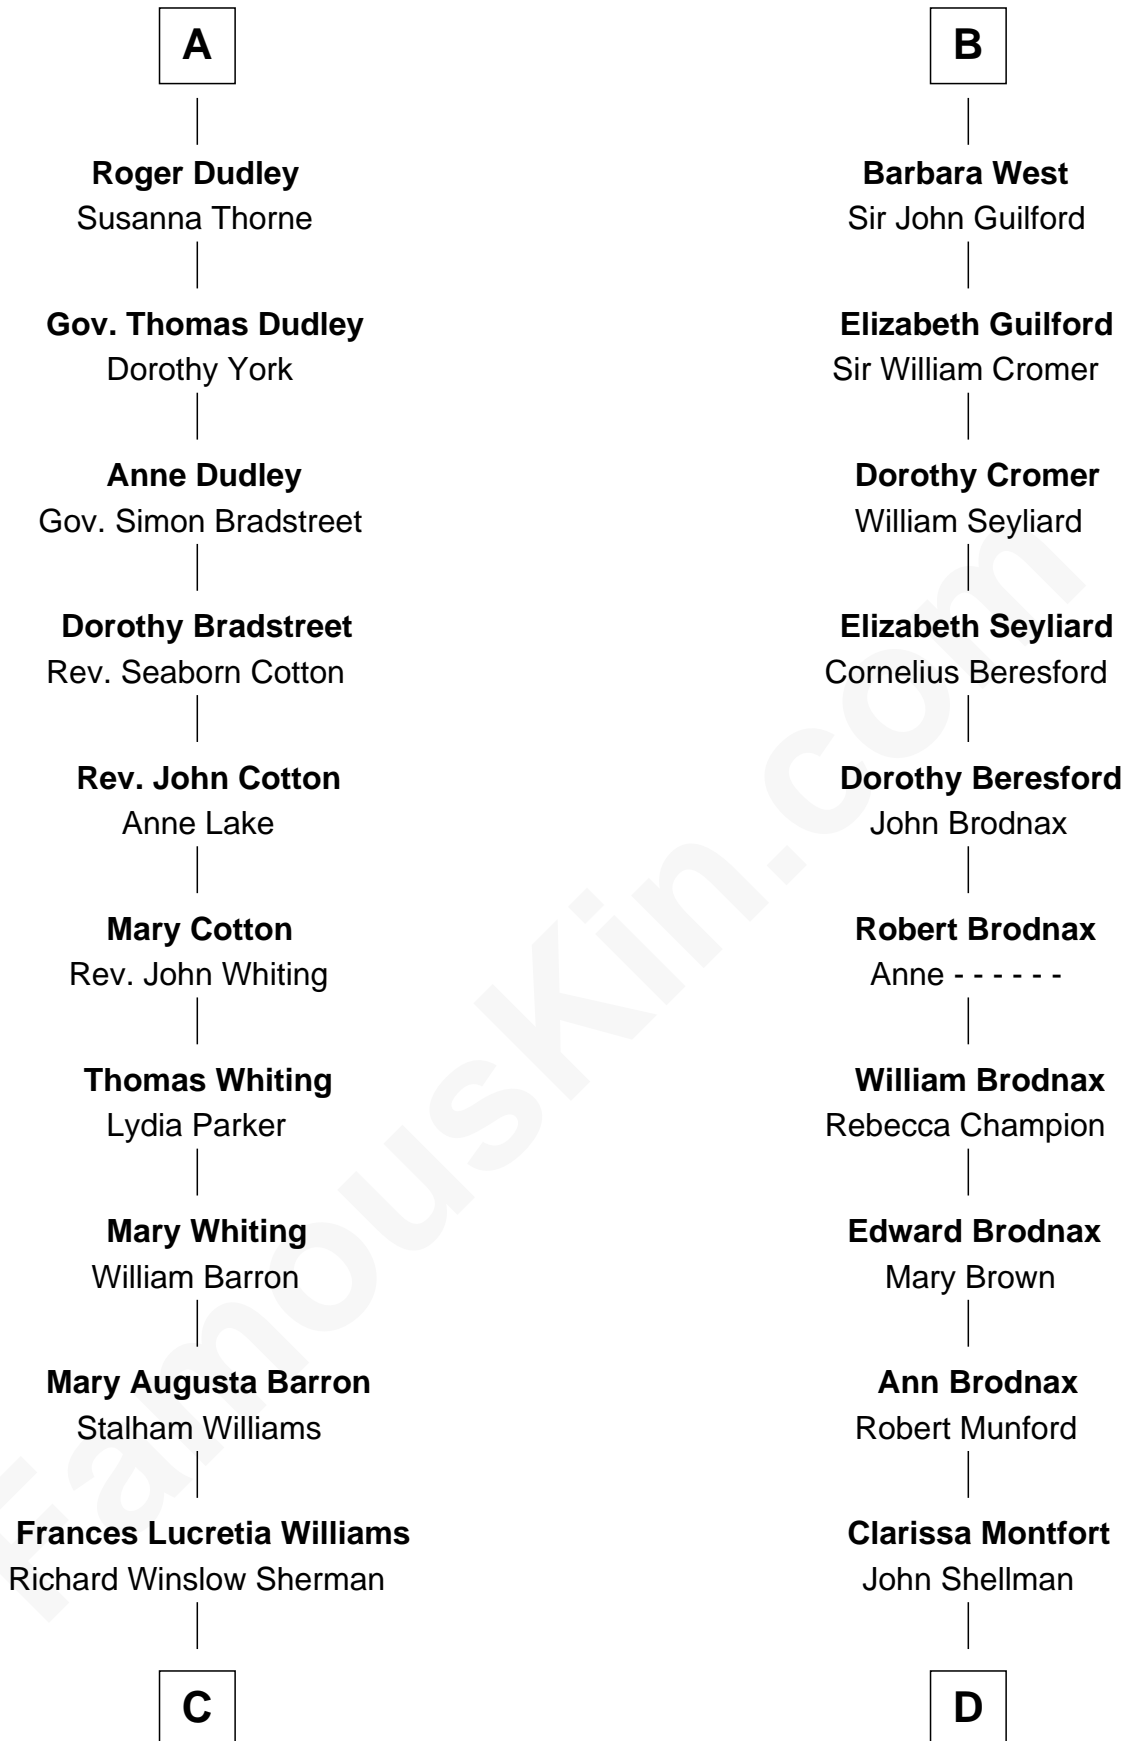 A
Roger Dudley
Susanna Thorne
Gov. Thomas Dudley
Dorothy York
Anne Dudley
Gov. Simon Bradstreet
Dorothy Bradstreet
Rev. Seaborn Cotton
Rev. John Cotton
Anne Lake
Mary Cotton
Rev. John Whiting
Thomas Whiting
Lydia Parker
Mary Whiting
William Barron
Mary Augusta Barron
Stalham Williams
Frances Lucretia Williams
Richard Winslow Sherman
C
B
Barbara West
Sir John Guilford
Elizabeth Guilford
Sir William Cromer
Dorothy Cromer
William Seyliard
Elizabeth Seyliard
Cornelius Beresford
Dorothy Beresford
John Brodnax
Robert Brodnax
Anne - - - - - -
William Brodnax
Rebecca Champion
Edward Brodnax
Mary Brown
Ann Brodnax
Robert Munford
Clarissa Montfort
John Shellman
D
FamousKin.com